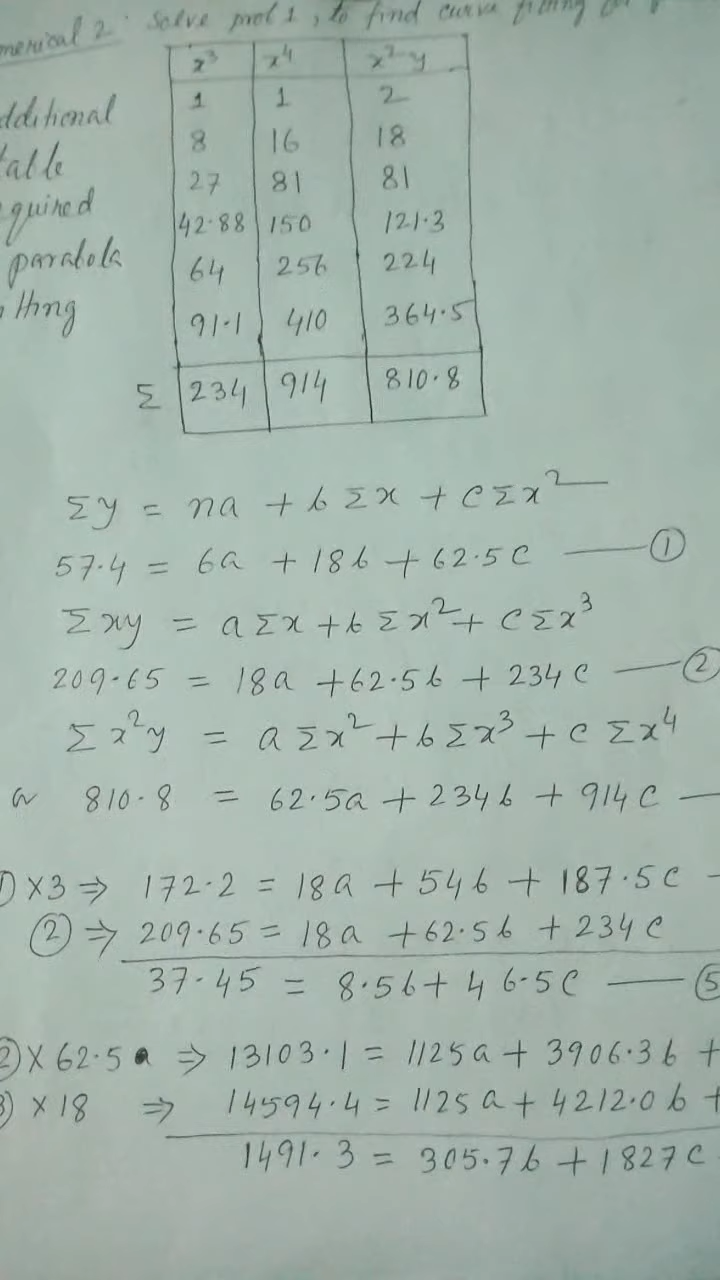 merical 2. Solve prob 1, to find curve fitting
x³ x⁴ x² y
1 1 2
dditional
8 16 18
table
27 81 81
quired
42.88 150 121.3
parabola
64 256 224
tting
91.1 410 364.5
Σ 234 914 810.8
Σy = na + bΣx + cΣx²
57.4 = 6a + 18b + 62.5c — ①
Σxy = aΣx + bΣx² + cΣx³
209.65 = 18a + 62.5b + 234c — ②
Σx²y = aΣx² + bΣx³ + cΣx⁴
810.8 = 62.5a + 234b + 914c —
①×3 ⇒ 172.2 = 18a + 54b + 187.5c -
② ⇒ 209.65 = 18a + 62.5b + 234c
37.45 = 8.5b + 46.5c — ⑤
②×62.5 ⇒ 13103.1 = 1125a + 3906.3b +
③×18 ⇒ 14594.4 = 1125a + 4212.0b +
1491.3 = 305.7b + 1827c